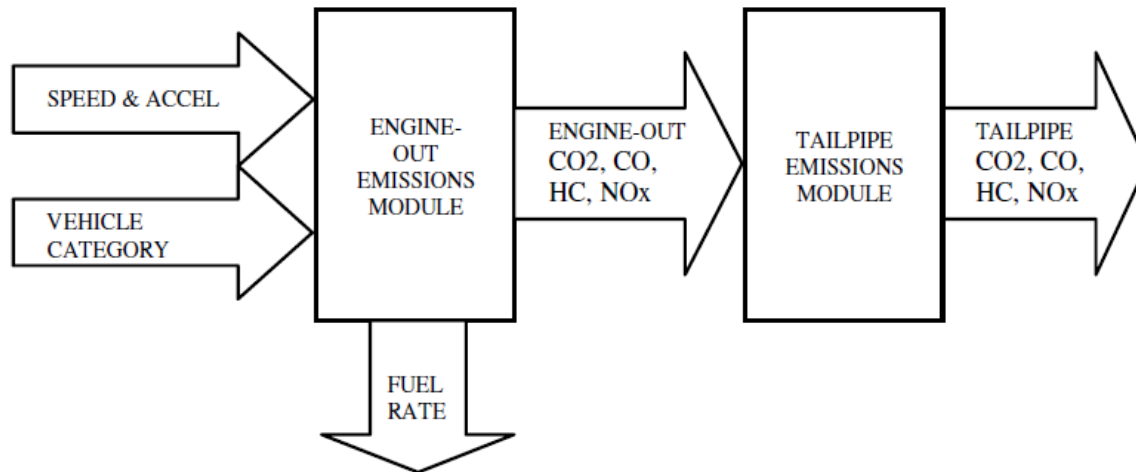 SPEED & ACCEL
VEHICLE
CATEGORY
ENGINE-
OUT
EMISSIONS
MODULE
FUEL
RATE
ENGINE-OUT
CO2, CO,
HC, NOx
TAILPIPE
EMISSIONS
MODULE
TAILPIPE
CO2, CO,
HC, NOx